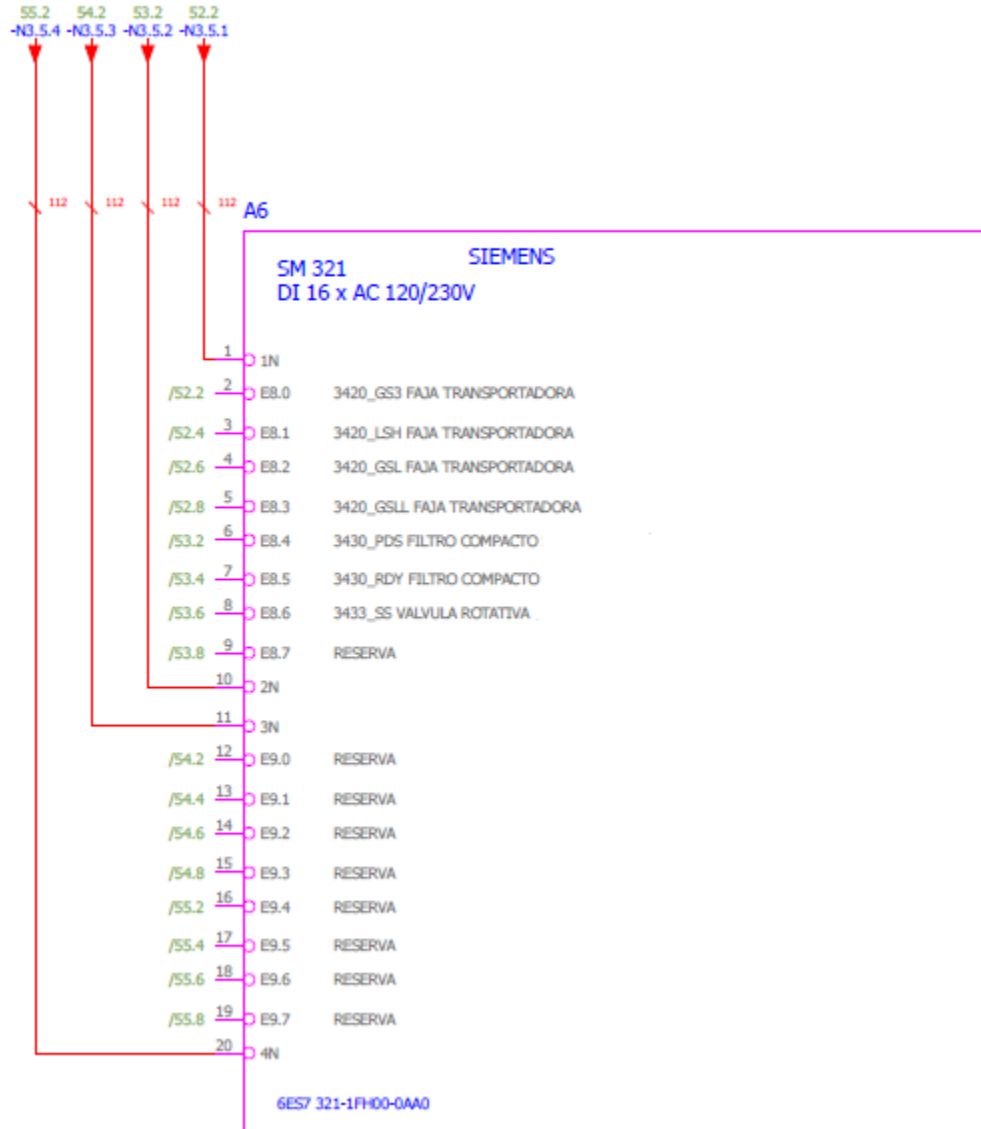 55.2 54.2 53.2 52.2
-N3.5.4 -N3.5.3 -N3.5.2 -N3.5.1
112 112 112 112
A6
SIEMENS
SM 321
DI 16 x AC 120/230V
1 1N
/52.2 2 E8.0 3420_GS3 FAJA TRANSPORTADORA
/52.4 3 E8.1 3420_LSH FAJA TRANSPORTADORA
/52.6 4 E8.2 3420_GSL FAJA TRANSPORTADORA
/52.8 5 E8.3 3420_GSLL FAJA TRANSPORTADORA
/53.2 6 E8.4 3430_PDS FILTRO COMPACTO
/53.4 7 E8.5 3430_RDY FILTRO COMPACTO
/53.6 8 E8.6 3433_SS VALVULA ROTATIVA
/53.8 9 E8.7 RESERVA
10 2N
11 3N
/54.2 12 E9.0 RESERVA
/54.4 13 E9.1 RESERVA
/54.6 14 E9.2 RESERVA
/54.8 15 E9.3 RESERVA
/55.2 16 E9.4 RESERVA
/55.4 17 E9.5 RESERVA
/55.6 18 E9.6 RESERVA
/55.8 19 E9.7 RESERVA
20 4N
6ES7 321-1FH00-0AA0